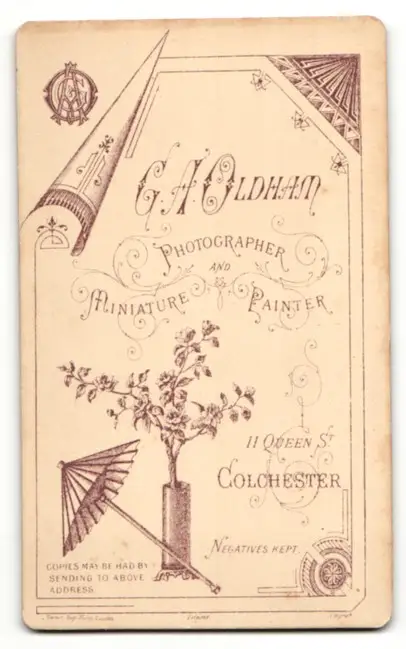 G. A. OLDHAM
PHOTOGRAPHER
AND
MINIATURE PAINTER
11 QUEEN ST
COLCHESTER
NEGATIVES KEPT.
COPIES MAY BE HAD BY
SENDING TO ABOVE
ADDRESS